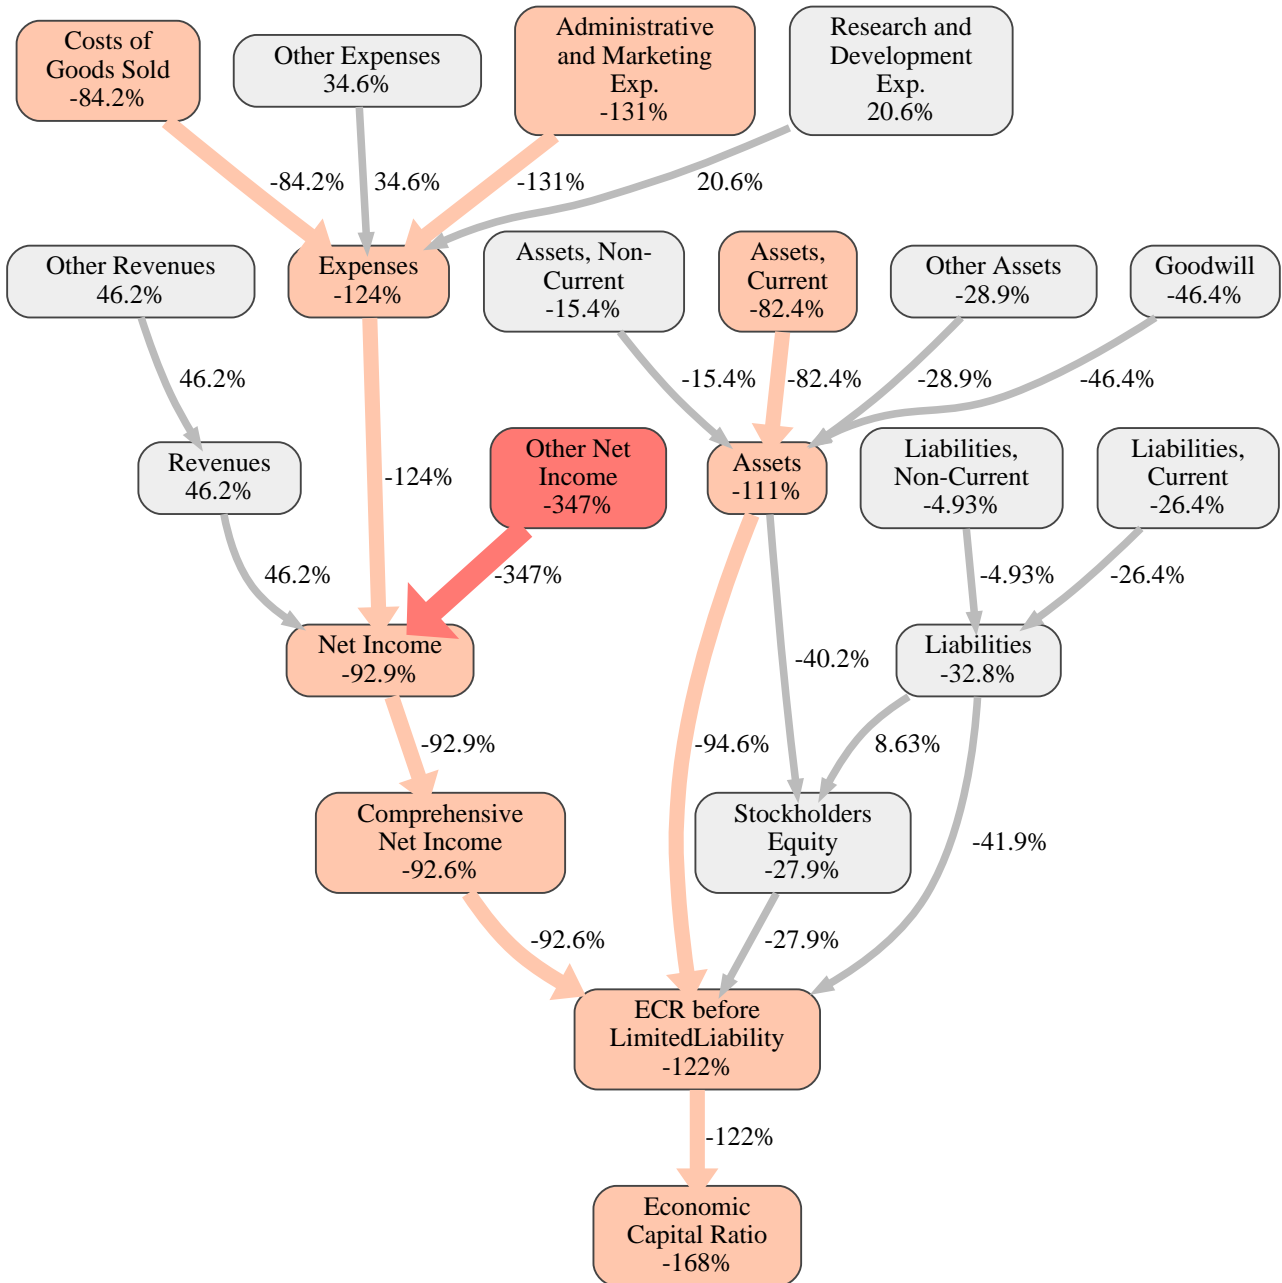 Costs of
Goods Sold
-84.2%
Other Expenses
34.6%
Administrative
and Marketing
Exp.
-131%
Research and
Development
Exp.
20.6%
-84.2%
34.6%
-131%
20.6%
Other Revenues
46.2%
Expenses
-124%
Assets, Non-
Current
-15.4%
Assets,
Current
-82.4%
Other Assets
-28.9%
Goodwill
-46.4%
46.2%
-15.4%
-82.4%
-28.9%
-46.4%
Revenues
46.2%
-124%
Other Net
Income
-347%
Assets
-111%
Liabilities,
Non-Current
-4.93%
Liabilities,
Current
-26.4%
46.2%
-347%
-4.93%
-26.4%
Net Income
-92.9%
-40.2%
Liabilities
-32.8%
-92.9%
-94.6%
8.63%
Comprehensive
Net Income
-92.6%
Stockholders
Equity
-27.9%
-41.9%
-92.6%
-27.9%
ECR before
LimitedLiability
-122%
-122%
Economic
Capital Ratio
-168%